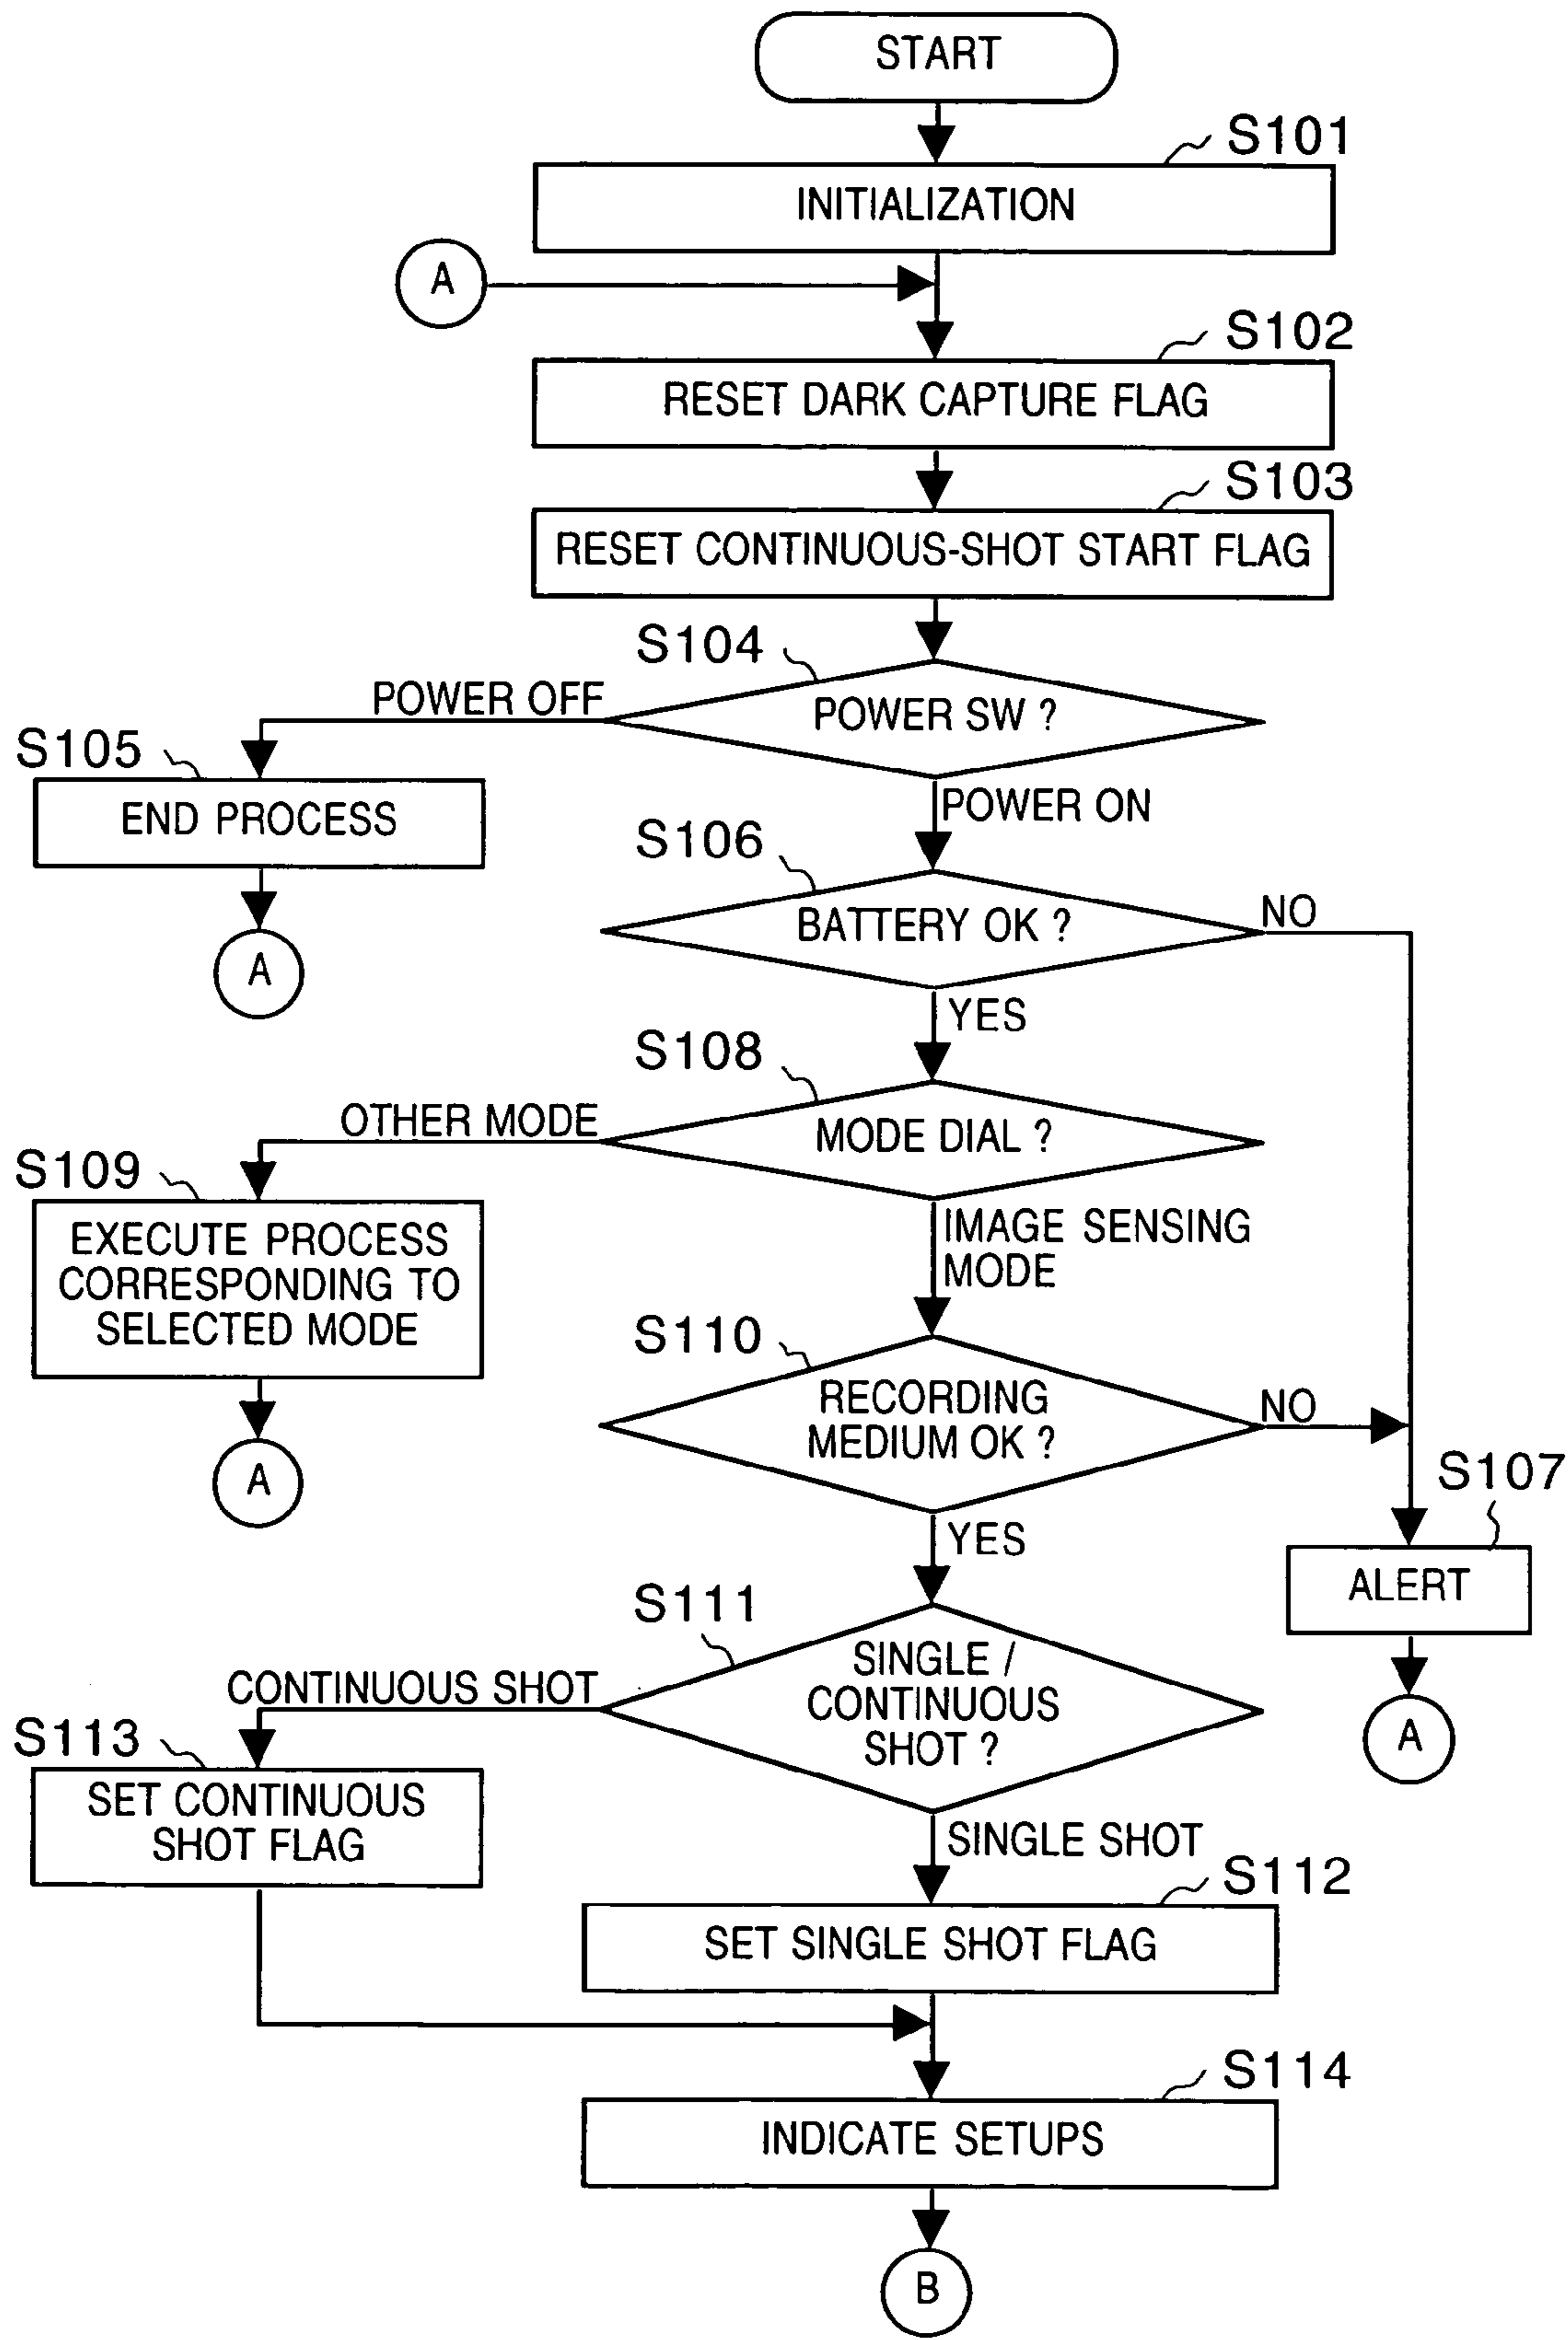 START
S101
INITIALIZATION
A
S102
RESET DARK CAPTURE FLAG
S103
RESET CONTINUOUS-SHOT START FLAG
S104
POWER OFF
POWER SW ?
S105
END PROCESS
POWER ON
A
S106
BATTERY OK ?
NO
YES
S108
OTHER MODE
MODE DIAL ?
S109
EXECUTE PROCESS
CORRESPONDING TO
SELECTED MODE
IMAGE SENSING
MODE
A
S110
RECORDING
MEDIUM OK ?
NO
S107
YES
ALERT
A
S111
CONTINUOUS SHOT
SINGLE /
CONTINUOUS
SHOT ?
S113
SET CONTINUOUS
SHOT FLAG
SINGLE SHOT
S112
SET SINGLE SHOT FLAG
S114
INDICATE SETUPS
B